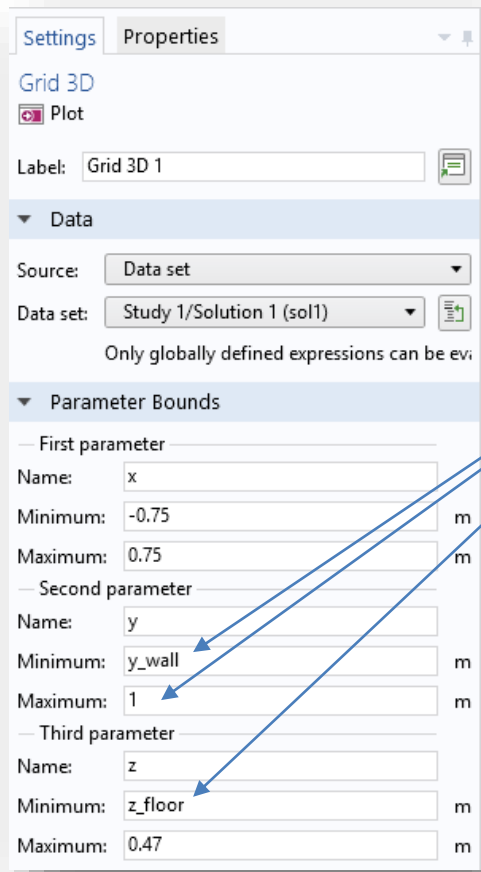 Settings Properties
Grid 3D
Plot
Label: Grid 3D 1
Data
Source: Data set
Data set: Study 1/Solution 1 (sol1)
Only globally defined expressions can be eva
Parameter Bounds
First parameter
Name: x
Minimum: -0.75 m
Maximum: 0.75 m
Second parameter
Name: y
Minimum: y_wall m
Maximum: 1 m
Third parameter
Name: z
Minimum: z_floor m
Maximum: 0.47 m